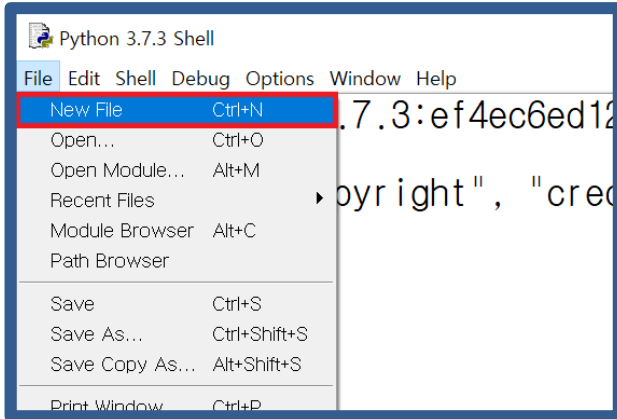 Python 3.7.3 Shell
File Edit Shell Debug Options Window Help
New File Ctrl+N
.7.3:ef4ec6ed12
Open... Ctrl+O
Open Module... Alt+M
Recent Files
pyright", "cred
Module Browser Alt+C
Path Browser
Save Ctrl+S
Save As... Ctrl+Shift+S
Save Copy As... Alt+Shift+S
Print Window Ctrl+P